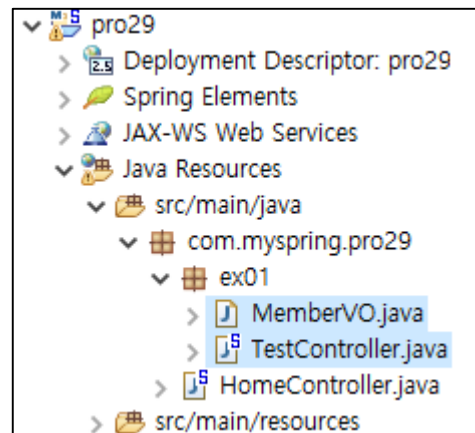 pro29
Deployment Descriptor: pro29
Spring Elements
JAX-WS Web Services
Java Resources
src/main/java
com.myspring.pro29
ex01
MemberVO.java
TestController.java
HomeController.java
src/main/resources